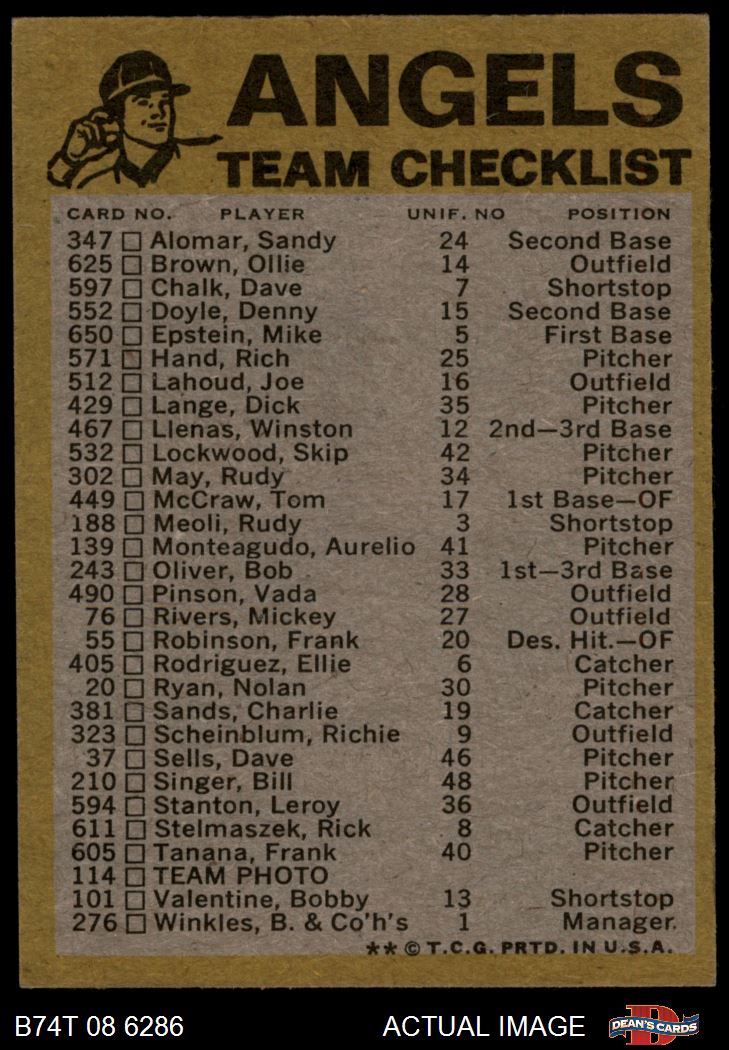 ANGELS
TEAM CHECKLIST
CARD NO. PLAYER UNIF. NO POSITION
347 Alomar, Sandy 24 Second Base
625 Brown, Ollie 14 Outfield
597 Chalk, Dave 7 Shortstop
552 Doyle, Denny 15 Second Base
650 Epstein, Mike 5 First Base
571 Hand, Rich 25 Pitcher
512 Lahoud, Joe 16 Outfield
429 Lange, Dick 35 Pitcher
467 Llenas, Winston 12 2nd—3rd Base
532 Lockwood, Skip 42 Pitcher
302 May, Rudy 34 Pitcher
449 McCraw, Tom 17 1st Base—OF
188 Meoli, Rudy 3 Shortstop
139 Monteagudo, Aurelio 41 Pitcher
243 Oliver, Bob 33 1st—3rd Base
490 Pinson, Vada 28 Outfield
76 Rivers, Mickey 27 Outfield
55 Robinson, Frank 20 Des. Hit.—OF
405 Rodriguez, Ellie 6 Catcher
20 Ryan, Nolan 30 Pitcher
381 Sands, Charlie 19 Catcher
323 Scheinblum, Richie 9 Outfield
37 Sells, Dave 46 Pitcher
210 Singer, Bill 48 Pitcher
594 Stanton, Leroy 36 Outfield
611 Stelmaszek, Rick 8 Catcher
605 Tanana, Frank 40 Pitcher
114 TEAM PHOTO
101 Valentine, Bobby 13 Shortstop
276 Winkles, B. & Co'h's 1 Manager
** © T.C.G. PRTD. IN U.S.A.
B74T 08 6286 ACTUAL IMAGE DEAN'S CARDS